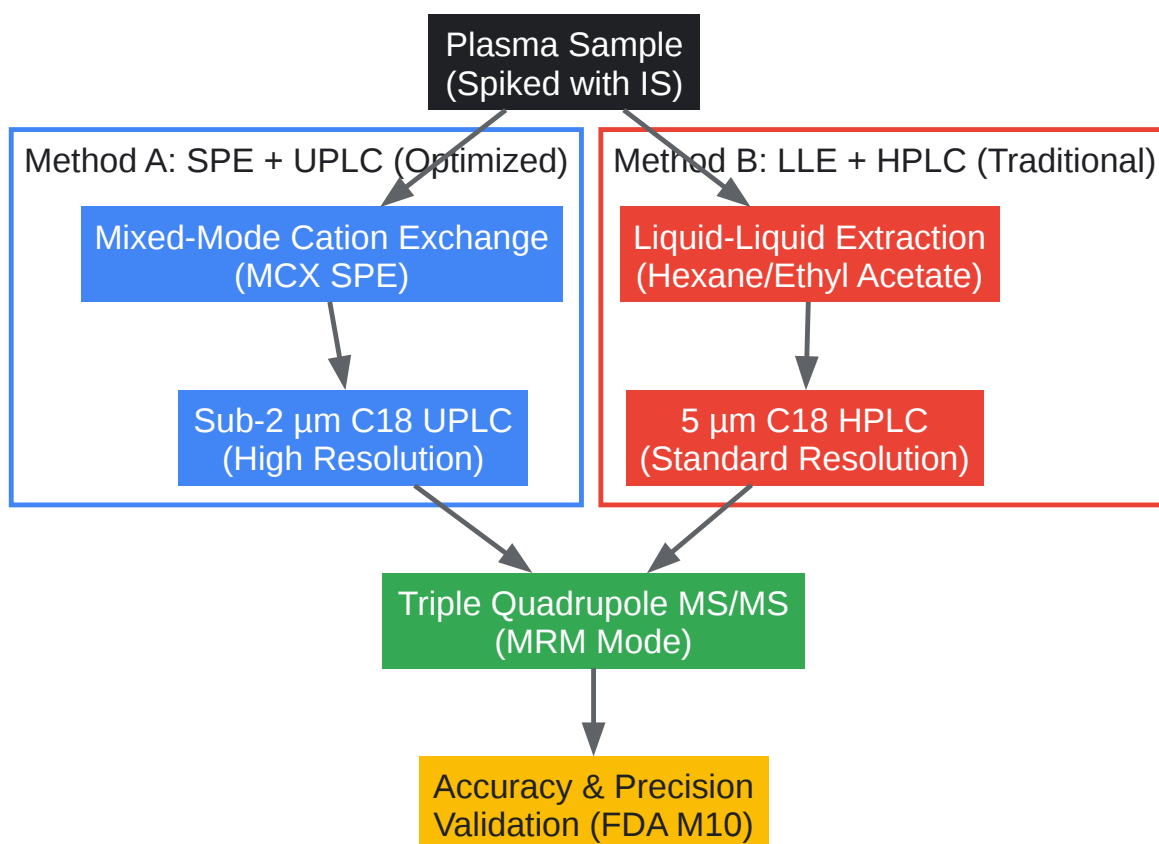 Plasma Sample
(Spiked with IS)
Method A: SPE + UPLC (Optimized)
Mixed-Mode Cation Exchange
(MCX SPE)
Sub-2 µm C18 UPLC
(High Resolution)
Method B: LLE + HPLC (Traditional)
Liquid-Liquid Extraction
(Hexane/Ethyl Acetate)
5 µm C18 HPLC
(Standard Resolution)
Triple Quadrupole MS/MS
(MRM Mode)
Accuracy & Precision
Validation (FDA M10)